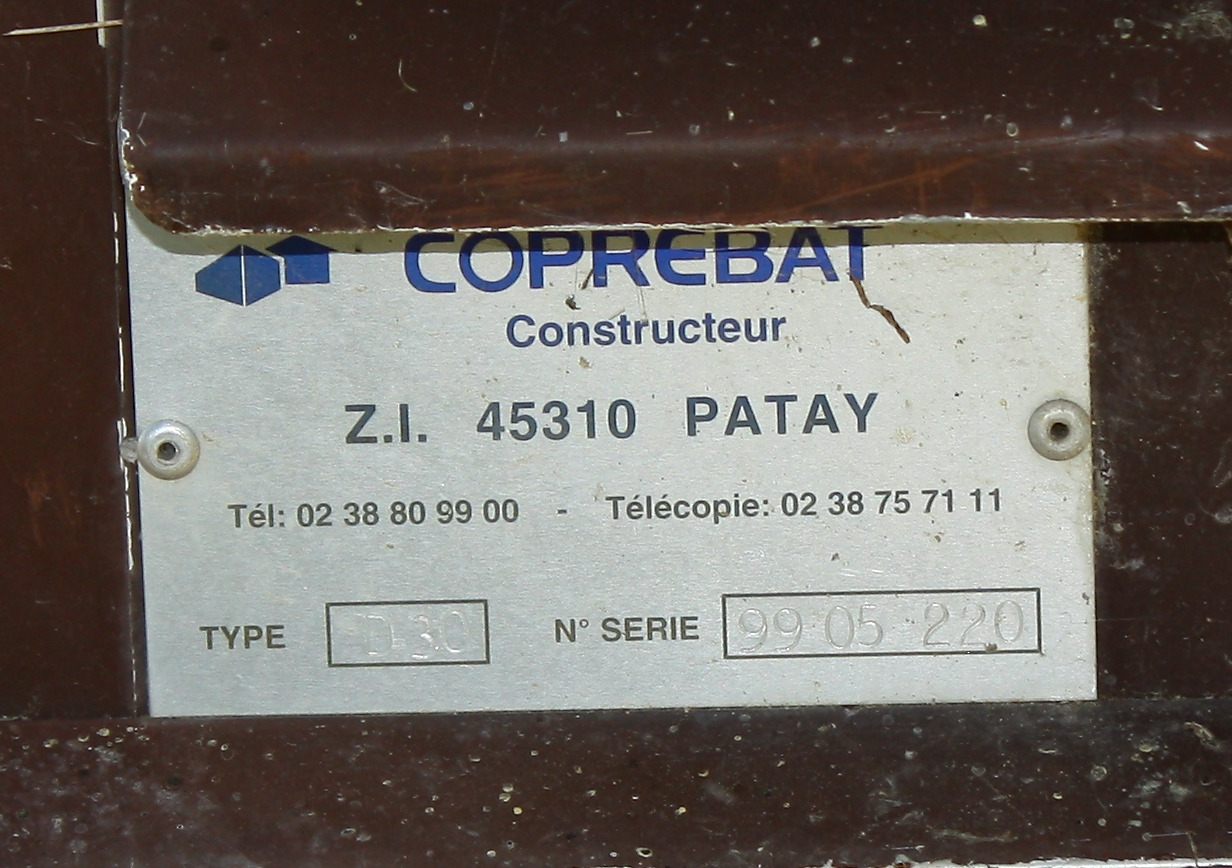 COPREBAT
Constructeur
Z.I. 45310 PATAY
Tél: 02 38 80 99 00 - Télécopie: 02 38 75 71 11
TYPE D 30 N° SERIE 99 05 220